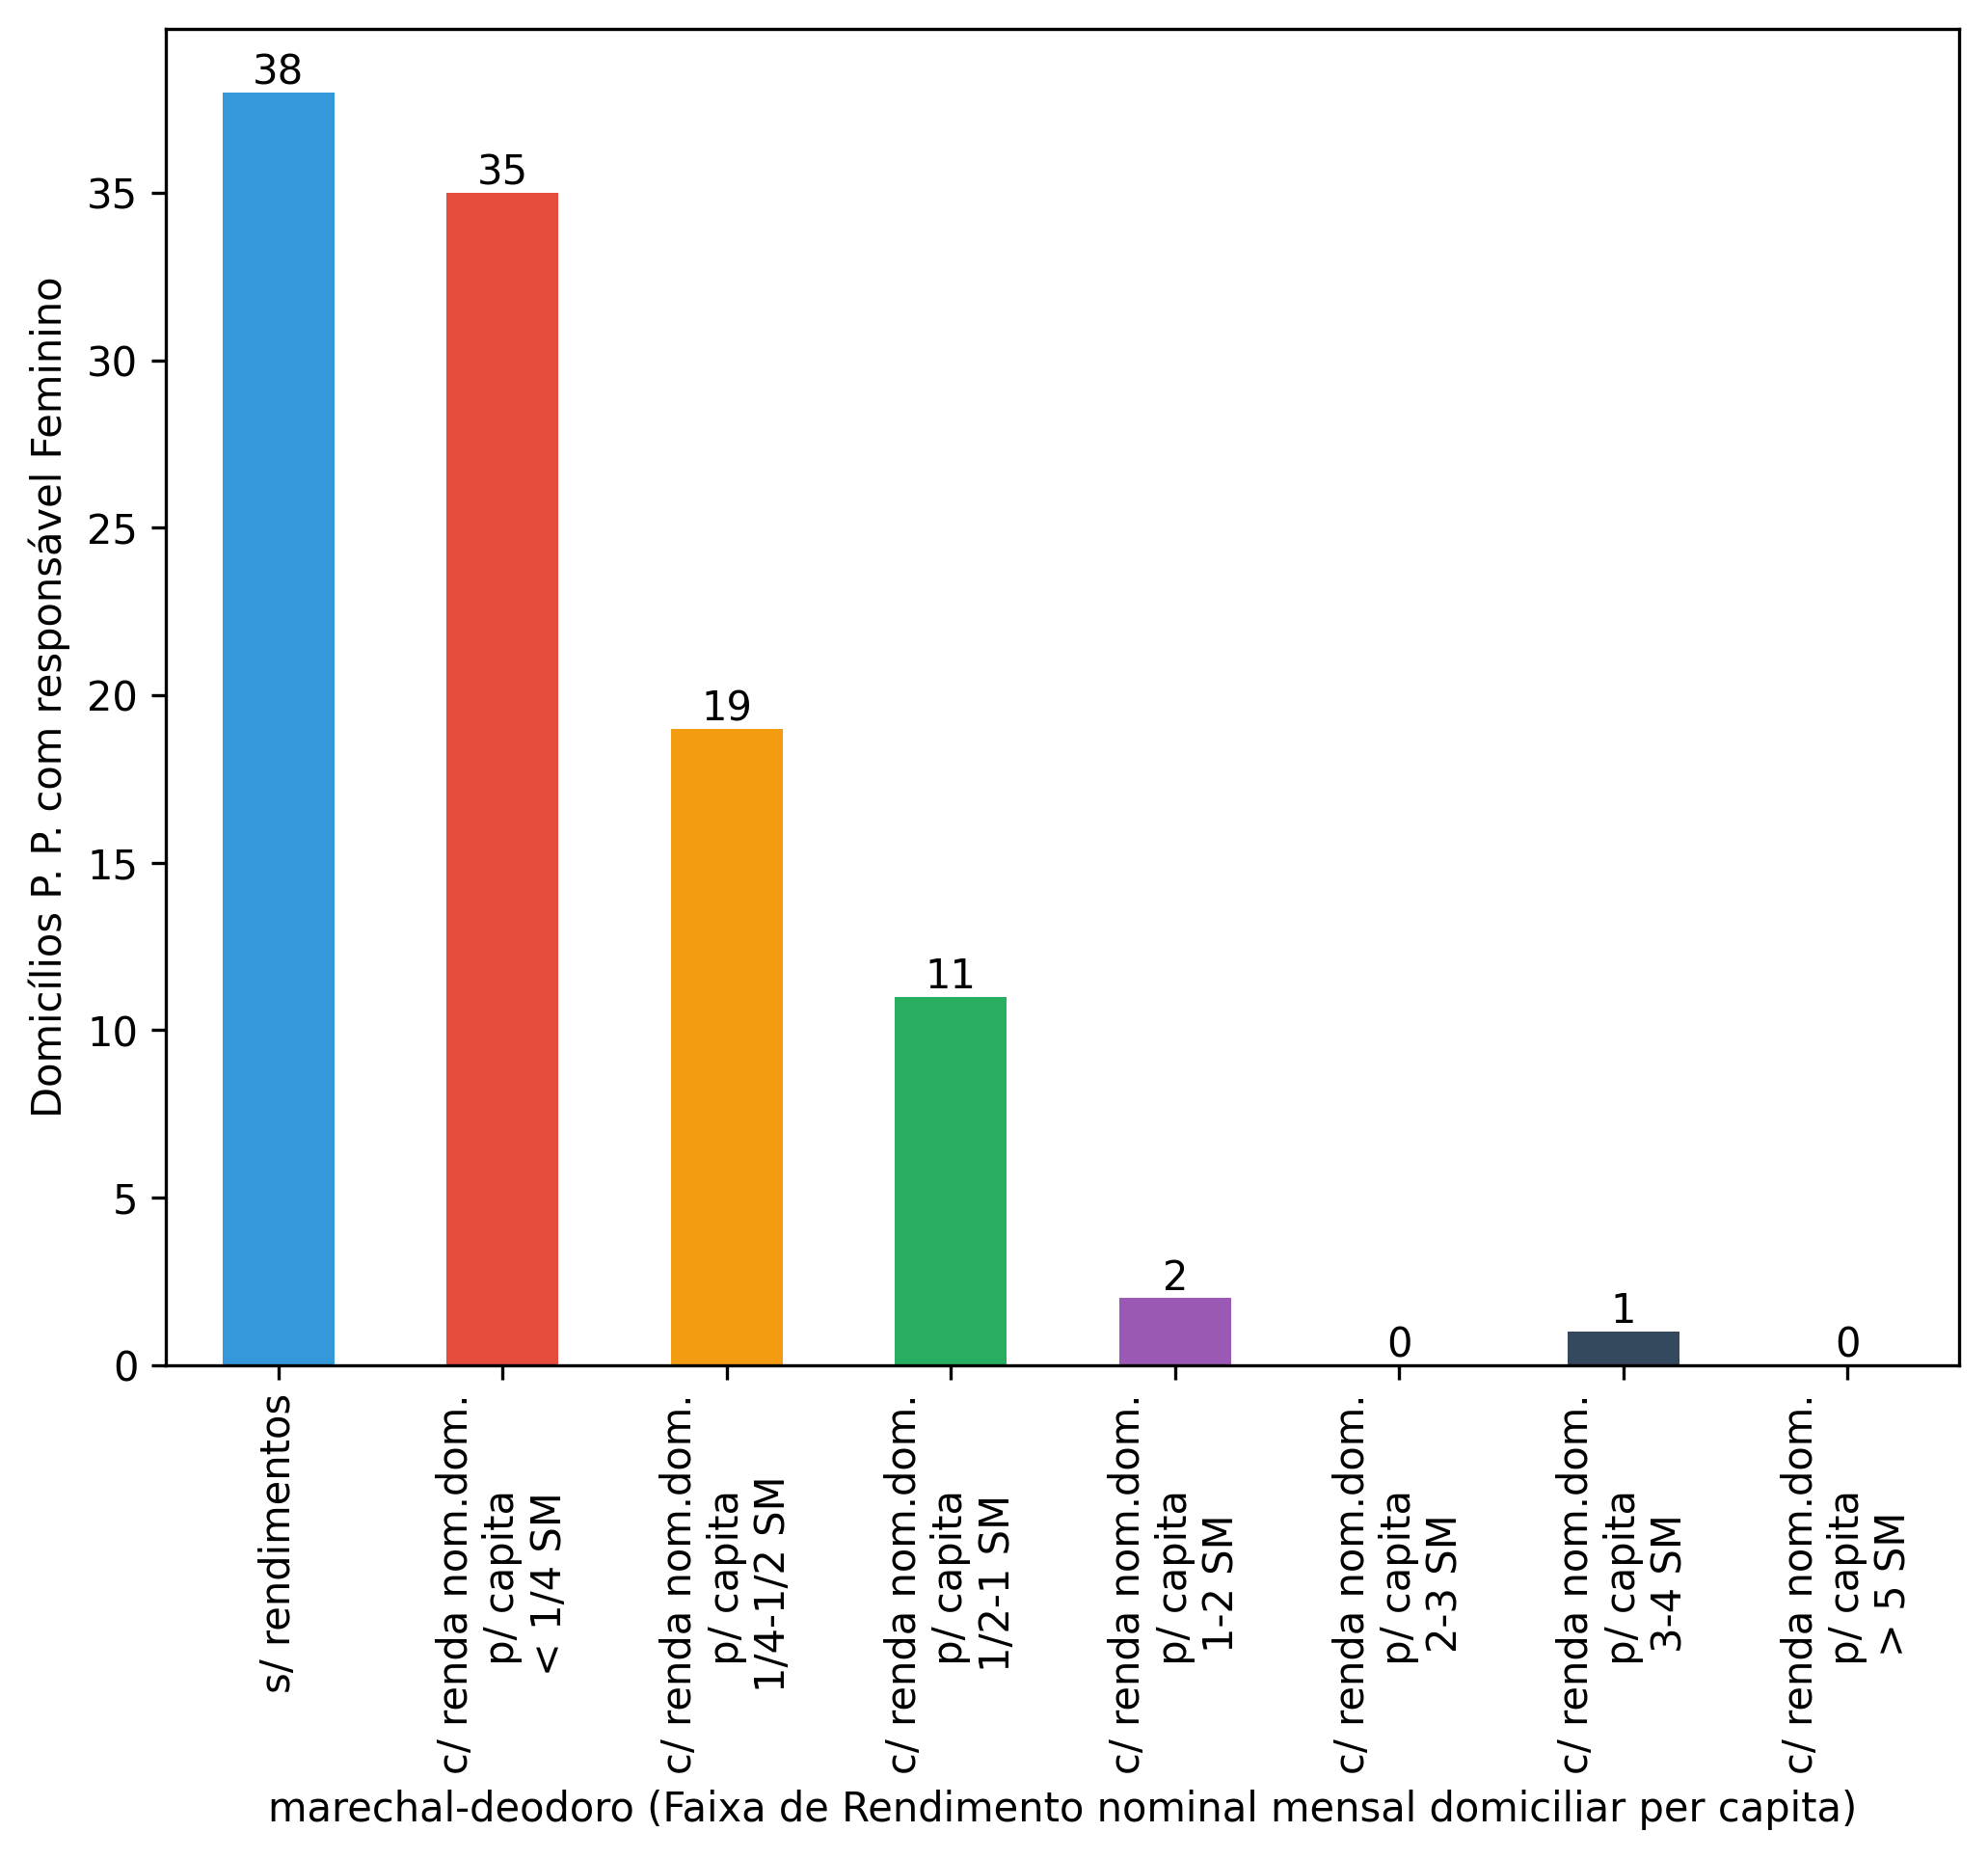 38
35
19
11
2
0
1
0
35
30
25
20
15
10
5
0
Domicílios P. P. com responsável Feminino
s/ rendimentos
c/ renda nom.dom.
p/ capita
< 1/4 SM
c/ renda nom.dom.
p/ capita
1/4-1/2 SM
c/ renda nom.dom.
p/ capita
1/2-1 SM
c/ renda nom.dom.
p/ capita
1-2 SM
c/ renda nom.dom.
p/ capita
2-3 SM
c/ renda nom.dom.
p/ capita
3-4 SM
c/ renda nom.dom.
p/ capita
> 5 SM
marechal-deodoro (Faixa de Rendimento nominal mensal domiciliar per capita)